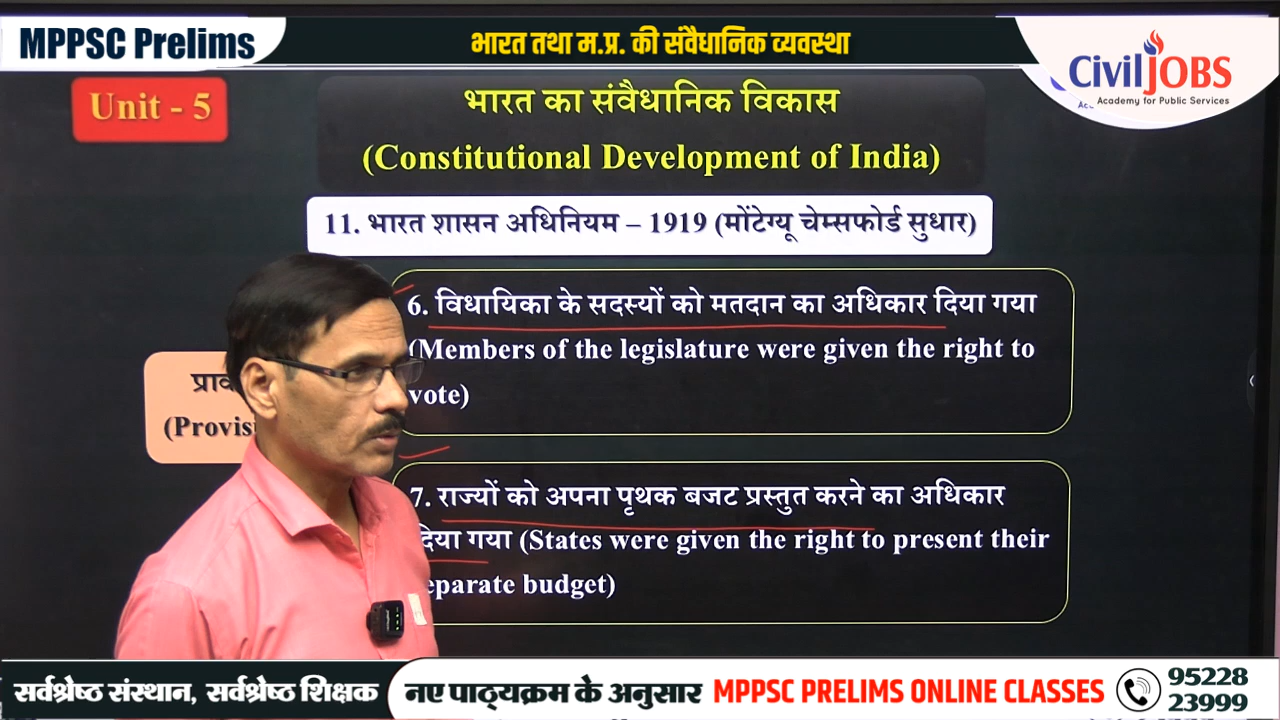 MPPSC Prelims
भारत तथा म.प्र. की संवैधानिक व्यवस्था
CivilJOBS
Academy for Public Services
Unit - 5
भारत का संवैधानिक विकास
(Constitutional Development of India)
11. भारत शासन अधिनियम – 1919 (मोंटेग्यू चेम्सफोर्ड सुधार)
6. विधायिका के सदस्यों को मतदान का अधिकार दिया गया
(Members of the legislature were given the right to
vote)
7. राज्यों को अपना पृथक बजट प्रस्तुत करने का अधिकार
दिया गया (States were given the right to present their
eparate budget)
सर्वश्रेष्ठ संस्थान, सर्वश्रेष्ठ शिक्षक
नए पाठ्यक्रम के अनुसार MPPSC PRELIMS ONLINE CLASSES
95228
23999